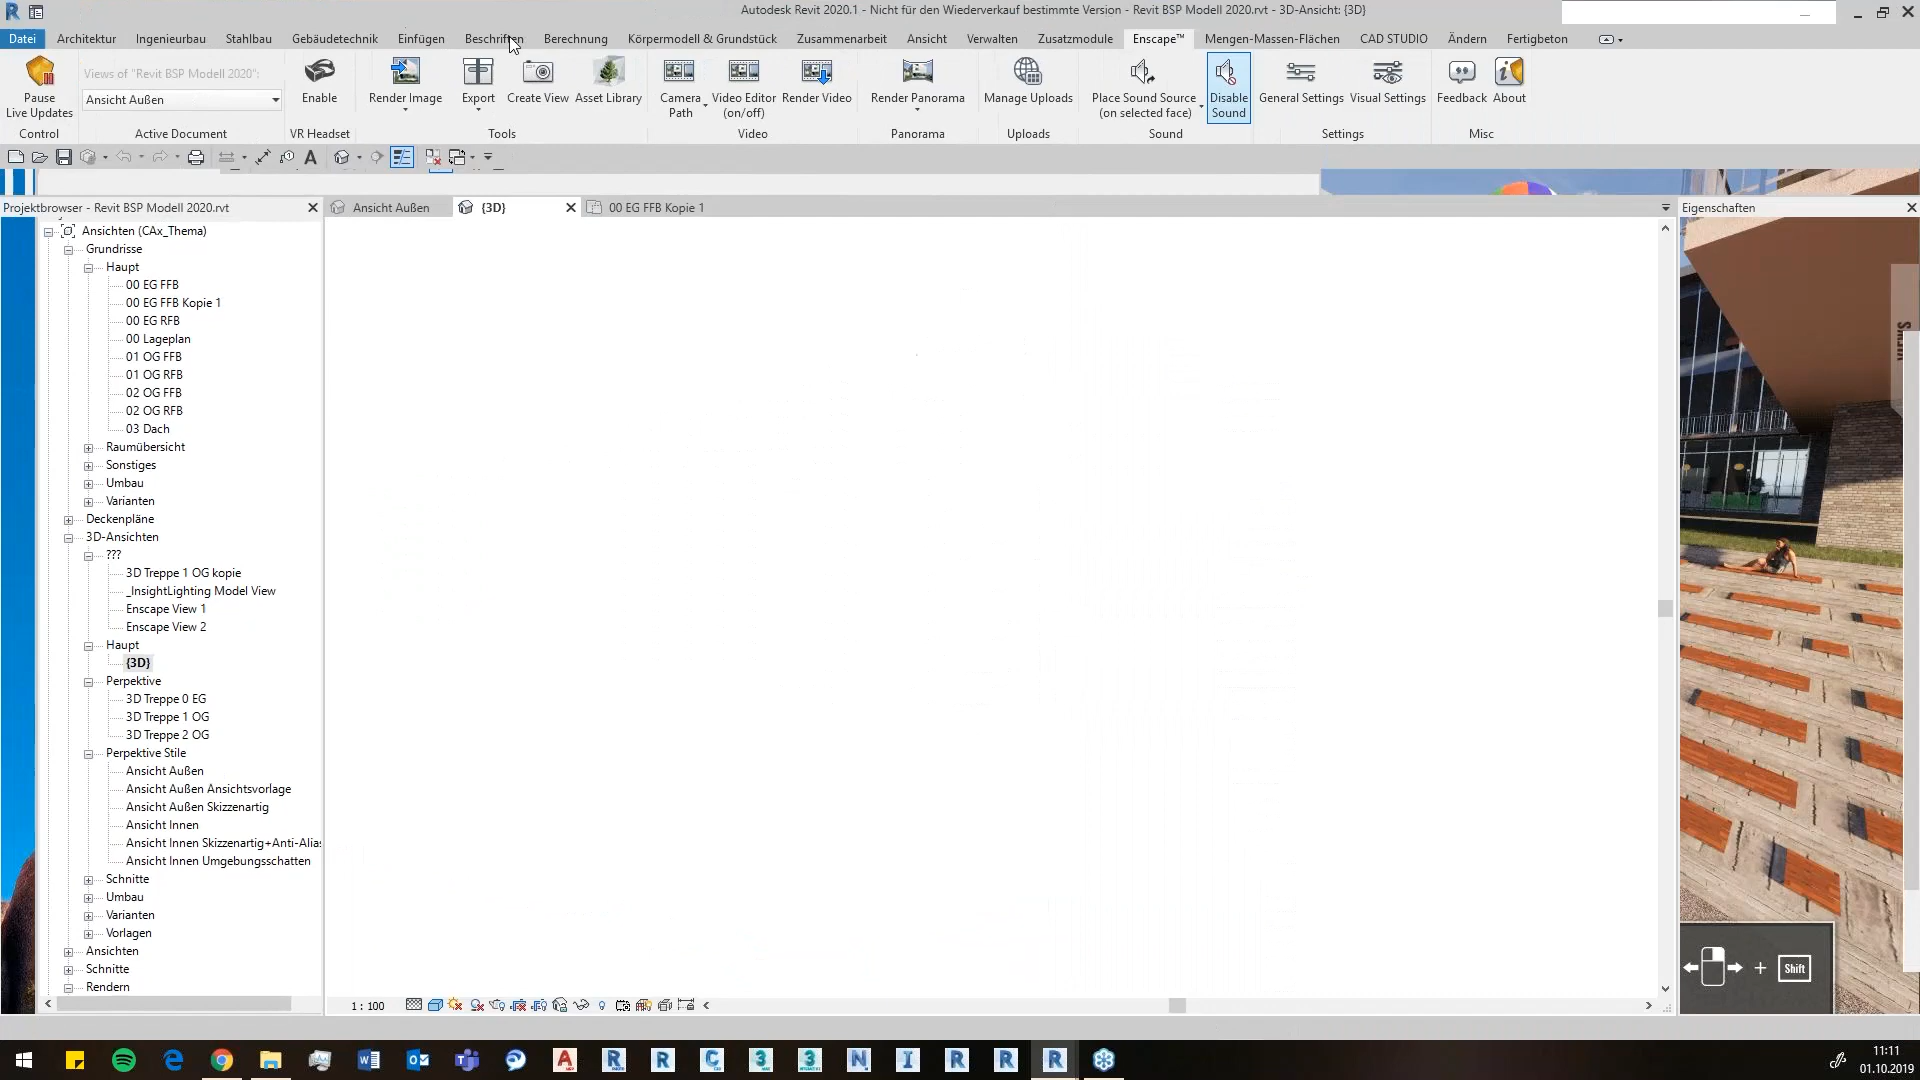 Autodesk Revit 2020.1 - Nicht für den Wiederverkauf bestimmte Version - Revit BSP Modell 2020.rvt - 3D-Ansicht: {3D}
Datei Architektur Ingenieurbau Stahlbau Gebäudetechnik Einfügen Beschriften Berechnung Körpermodell & Grundstück Zusammenarbeit Ansicht Verwalten Zusatzmodule Enscape™ Mengen-Massen-Flächen CAD STUDIO Ändern Fertigbeton
Views of "Revit BSP Modell 2020":
Ansicht Außen
Pause
Live Updates
Enable
Render Image
Export
Create View
Asset Library
Camera
Path
Video Editor
(on/off)
Render Video
Render Panorama
Manage Uploads
Place Sound Source
(on selected face)
Disable
Sound
General Settings
Visual Settings
Feedback
About
Control Active Document VR Headset Tools Video Panorama Uploads Sound Settings Misc
A
Projektbrowser - Revit BSP Modell 2020.rvt
Ansicht Außen
{3D}
00 EG FFB Kopie 1
Eigenschaften
Ansichten (CAx_Thema)
Grundrisse
Haupt
00 EG FFB
00 EG FFB Kopie 1
00 EG RFB
00 Lageplan
01 OG FFB
01 OG RFB
02 OG FFB
02 OG RFB
03 Dach
Raumübersicht
Sonstiges
Umbau
Varianten
Deckenpläne
3D-Ansichten
???
3D Treppe 1 OG kopie
_InsightLighting Model View
Enscape View 1
Enscape View 2
Haupt
{3D}
Perpektive
3D Treppe 0 EG
3D Treppe 1 OG
3D Treppe 2 OG
Perpektive Stile
Ansicht Außen
Ansicht Außen Ansichtsvorlage
Ansicht Außen Skizzenartig
Ansicht Innen
Ansicht Innen Skizzenartig+Anti-Alias
Ansicht Innen Umgebungsschatten
Schnitte
Umbau
Varianten
Vorlagen
Ansichten
Schnitte
Rendern
1 : 100
+ Shift
11:11
01.10.2019